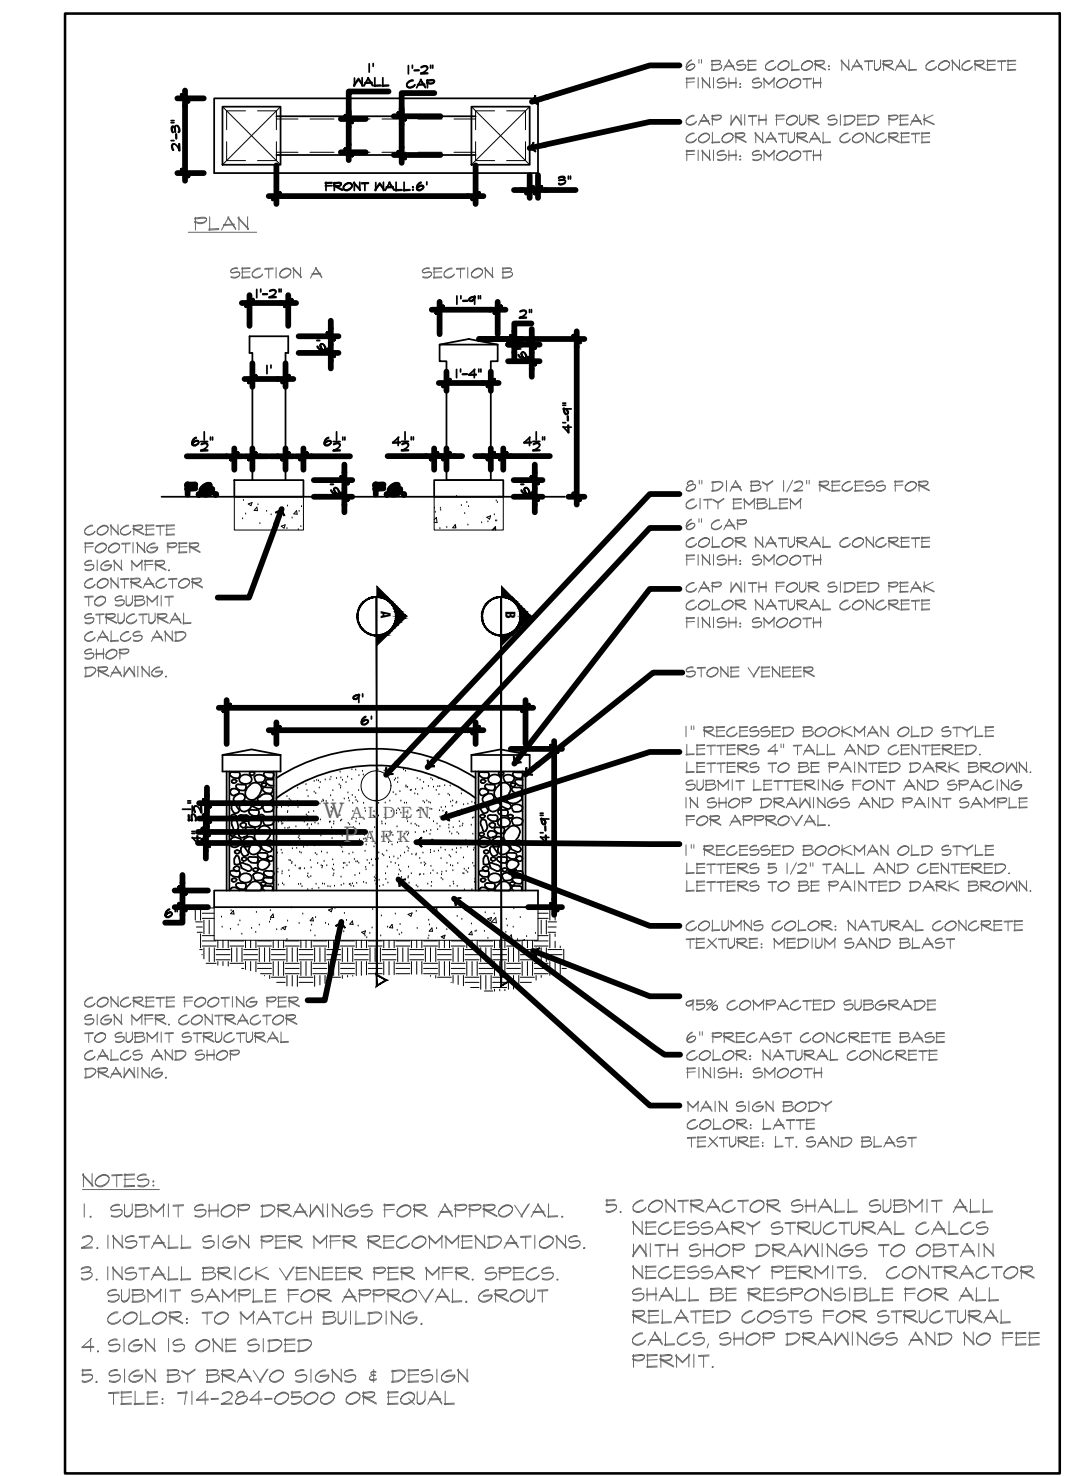 1'
WALL
1'-2"
CAP
2'-3"
FRONT WALL:6'
3"
PLAN
6" BASE COLOR: NATURAL CONCRETE
FINISH: SMOOTH
CAP WITH FOUR SIDED PEAK
COLOR NATURAL CONCRETE
FINISH: SMOOTH
SECTION A
SECTION B
1'-2"
1'-9"
2"
6"
6"
1'
1'-4"
4'-9"
6½"
6½"
4½"
4½"
6"
6"
CONCRETE
FOOTING PER
SIGN MFR.
CONTRACTOR
TO SUBMIT
STRUCTURAL
CALCS AND
SHOP
DRAWING.
8" DIA BY 1/2" RECESS FOR
CITY EMBLEM
6" CAP
COLOR NATURAL CONCRETE
FINISH: SMOOTH
CAP WITH FOUR SIDED PEAK
COLOR NATURAL CONCRETE
FINISH: SMOOTH
STONE VENEER
1" RECESSED BOOKMAN OLD STYLE
LETTERS 4" TALL AND CENTERED.
LETTERS TO BE PAINTED DARK BROWN.
SUBMIT LETTERING FONT AND SPACING
IN SHOP DRAWINGS AND PAINT SAMPLE
FOR APPROVAL.
1" RECESSED BOOKMAN OLD STYLE
LETTERS 5 1/2" TALL AND CENTERED.
LETTERS TO BE PAINTED DARK BROWN.
COLUMNS COLOR: NATURAL CONCRETE
TEXTURE: MEDIUM SAND BLAST
95% COMPACTED SUBGRADE
6" PRECAST CONCRETE BASE
COLOR: NATURAL CONCRETE
FINISH: SMOOTH
MAIN SIGN BODY
COLOR: LATTE
TEXTURE: LT. SAND BLAST
A
B
9'
6'
5½"
4"
4'-9"
6"
WALDEN
PARK
CONCRETE FOOTING PER
SIGN MFR. CONTRACTOR
TO SUBMIT STRUCTURAL
CALCS AND SHOP
DRAWING.
NOTES:
1. SUBMIT SHOP DRAWINGS FOR APPROVAL.
2. INSTALL SIGN PER MFR RECOMMENDATIONS.
3. INSTALL BRICK VENEER PER MFR. SPECS.
SUBMIT SAMPLE FOR APPROVAL. GROUT
COLOR: TO MATCH BUILDING.
4. SIGN IS ONE SIDED
5. SIGN BY BRAVO SIGNS & DESIGN
TELE: 714-284-0500 OR EQUAL
5. CONTRACTOR SHALL SUBMIT ALL
NECESSARY STRUCTURAL CALCS
WITH SHOP DRAWINGS TO OBTAIN
NECESSARY PERMITS. CONTRACTOR
SHALL BE RESPONSIBLE FOR ALL
RELATED COSTS FOR STRUCTURAL
CALCS, SHOP DRAWINGS AND NO FEE
PERMIT.